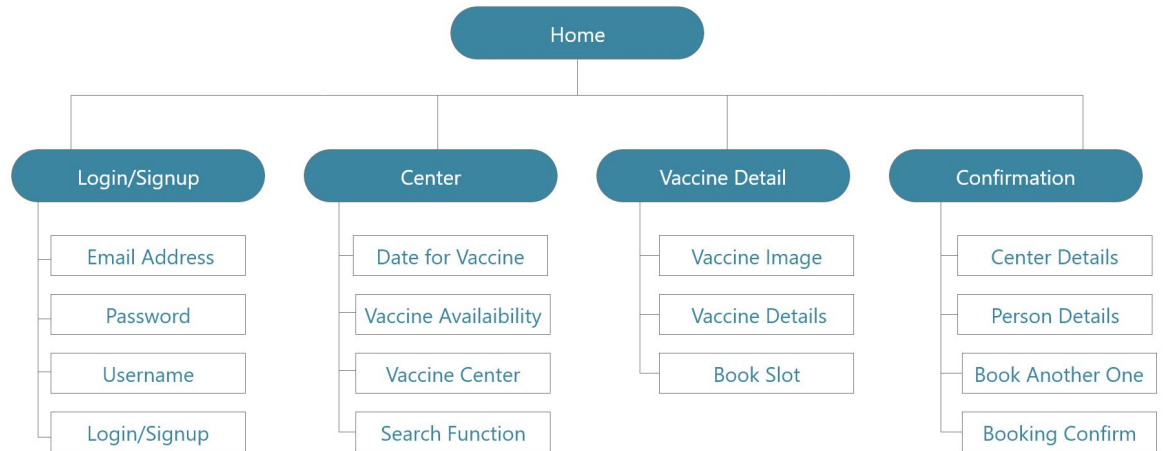 Home
Login/Signup
Center
Vaccine Detail
Confirmation
Email Address
Date for Vaccine
Vaccine Image
Center Details
Password
Vaccine Availaibility
Vaccine Details
Person Details
Username
Vaccine Center
Book Slot
Book Another One
Login/Signup
Search Function
Booking Confirm